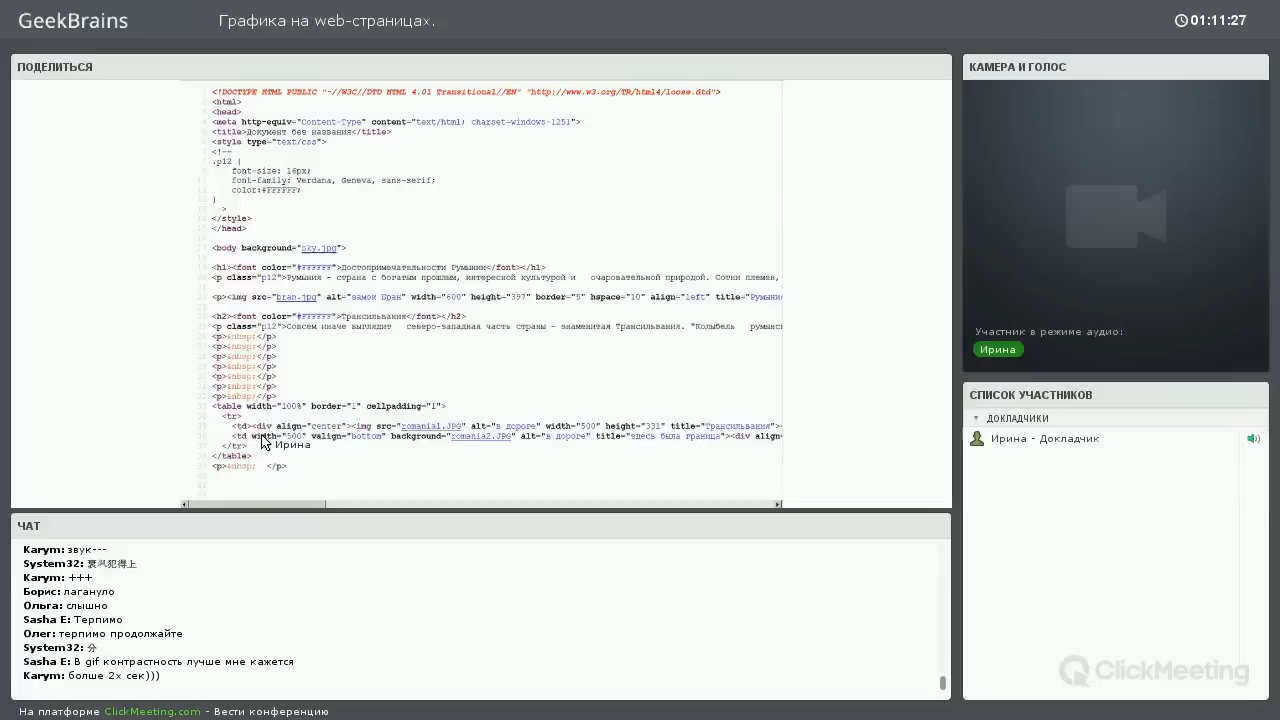 GeekBrains
Графика на web-страницах.
01:11:27
ПОДЕЛИТЬСЯ
<!DOCTYPE HTML PUBLIC "-//W3C//DTD HTML 4.01 Transitional//EN" "http://www.w3.org/TR/html4/loose.dtd">
<html>
<head>
<meta http-equiv="Content-Type" content="text/html; charset-windows-1251">
<title>Документ без названия</title>
<style type="text/css">
<!--
.p12 {
font-size: 16px;
font-family: Verdana, Geneva, sans-serif;
color:#FFFFFF;
}
-->
</style>
</head>
<body background="sky.jpg">
<h1><font color="#FFFFFF">Достопримечательности Румынии</font></h1>
<p class="p12">Румыния - страна с богатым прошлым, интересной культурой и очаровательной природой. Сотни племен,
<p><img src="bran.jpg" alt="замок Бран" width="600" height="397" border="5" hspace="10" align="left" title="Румыни
<h2><font color="#FFFFFF">Трансильвания</font></h2>
<p class="p12">Совсем иначе выглядит северо-западная часть страны - знаменитая Трансильвания. "Колыбель румынс
<p>&nbsp;</p>
<p>&nbsp;</p>
<p>&nbsp;</p>
<p>&nbsp;</p>
<p>&nbsp;</p>
<p>&nbsp;</p>
<p>&nbsp;</p>
<table width="100%" border="1" cellpadding="1">
<tr>
<td><div align="center"><img src="romania1.JPG" alt="в дороге" width="500" height="331" title="Трансильвания">
<td width="500" valign="bottom" background="romania2.JPG" alt="в дороге" title="здесь была граница"><div align
</tr>
Ирина
</table>
<p>&nbsp; </p>
КАМЕРА И ГОЛОС
Участник в режиме аудио:
Ирина
СПИСОК УЧАСТНИКОВ
ДОКЛАДЧИКИ
Ирина - Докладчик
ClickMeeting
ЧАТ
Karym: звук---
System32:
Karym: +++
Борис: лагануло
Ольга: слышно
Sasha E: Терпимо
Олег: терпимо продолжайте
System32: 分
Sasha E: В gif контрастность лучше мне кажется
Karym: болше 2х сек)))
На платформе ClickMeeting.com - Вести конференцию